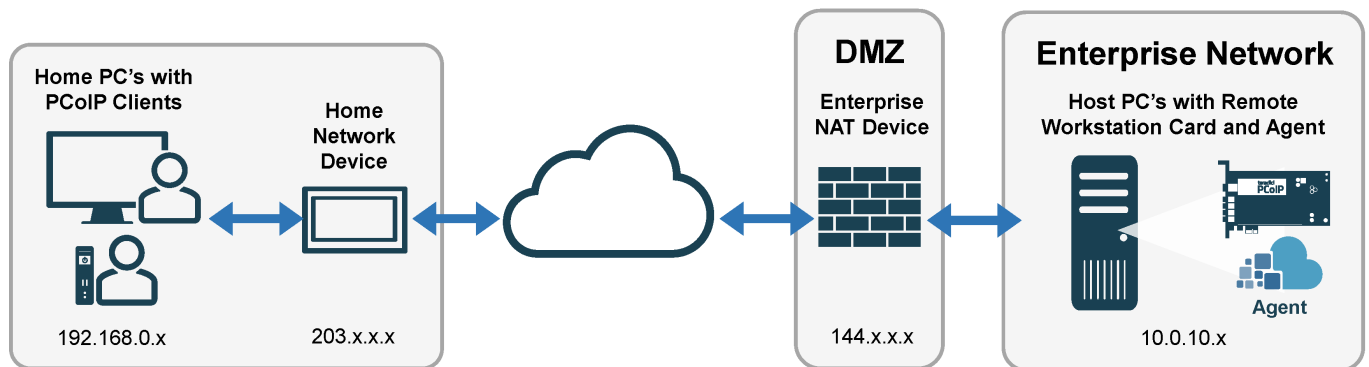 Home PC's with
PCoIP Clients
Home
Network
Device
192.168.0.x
203.x.x.x
DMZ
Enterprise
NAT Device
144.x.x.x
Enterprise Network
Host PC's with Remote
Workstation Card and Agent
teradici
PCoIP
Agent
10.0.10.x